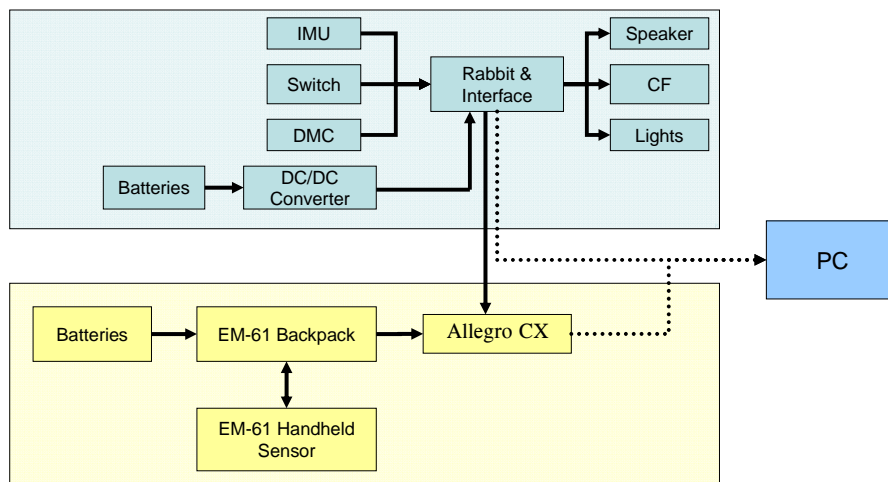 IMU
Speaker
Rabbit &
Interface
Switch
CF
DMC
Lights
Batteries
DC/DC
Converter
PC
Batteries
EM-61 Backpack
Allegro CX
EM-61 Handheld
Sensor